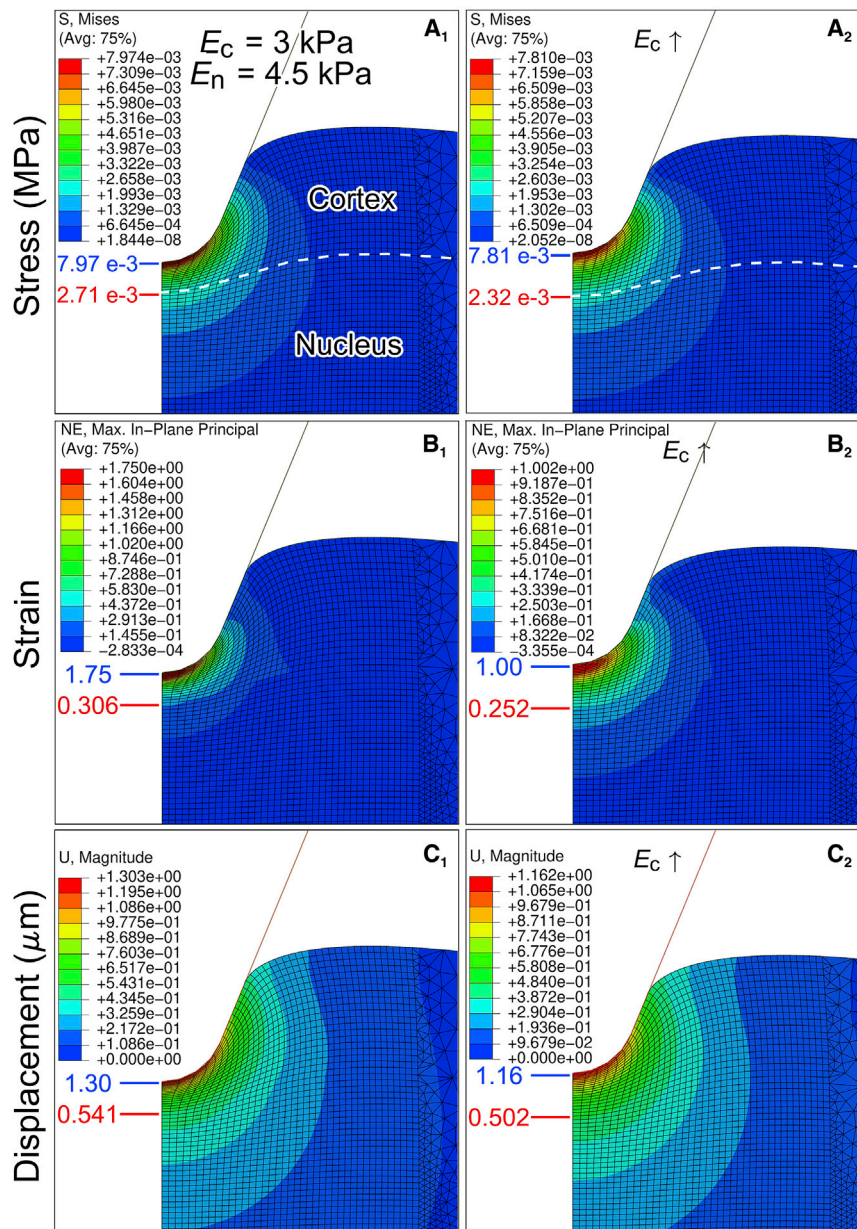 Stress (MPa)
S, Mises
(Avg: 75%)
+7.974e−03
+7.309e−03
+6.645e−03
+5.980e−03
+5.316e−03
+4.651e−03
+3.987e−03
+3.322e−03
+2.658e−03
+1.993e−03
+1.329e−03
+6.645e−04
+1.844e−08
Ec = 3 kPa
En = 4.5 kPa
A1
Cortex
Nucleus
7.97 e-3
2.71 e-3
S, Mises
(Avg: 75%)
+7.810e−03
+7.159e−03
+6.509e−03
+5.858e−03
+5.207e−03
+4.556e−03
+3.905e−03
+3.254e−03
+2.603e−03
+1.953e−03
+1.302e−03
+6.509e−04
+2.052e−08
Ec ↑
A2
7.81 e-3
2.32 e-3
Strain
NE, Max. In−Plane Principal
(Avg: 75%)
+1.750e+00
+1.604e+00
+1.458e+00
+1.312e+00
+1.166e+00
+1.020e+00
+8.746e−01
+7.288e−01
+5.830e−01
+4.372e−01
+2.913e−01
+1.455e−01
−2.833e−04
B1
1.75
0.306
NE, Max. In−Plane Principal
(Avg: 75%)
+1.002e+00
+9.187e−01
+8.352e−01
+7.516e−01
+6.681e−01
+5.845e−01
+5.010e−01
+4.174e−01
+3.339e−01
+2.503e−01
+1.668e−01
+8.322e−02
−3.355e−04
Ec ↑
B2
1.00
0.252
Displacement (μm)
U, Magnitude
+1.303e+00
+1.195e+00
+1.086e+00
+9.775e−01
+8.689e−01
+7.603e−01
+6.517e−01
+5.431e−01
+4.345e−01
+3.259e−01
+2.172e−01
+1.086e−01
+0.000e+00
C1
1.30
0.541
U, Magnitude
+1.162e+00
+1.065e+00
+9.679e−01
+8.711e−01
+7.743e−01
+6.776e−01
+5.808e−01
+4.840e−01
+3.872e−01
+2.904e−01
+1.936e−01
+9.679e−02
+0.000e+00
Ec ↑
C2
1.16
0.502